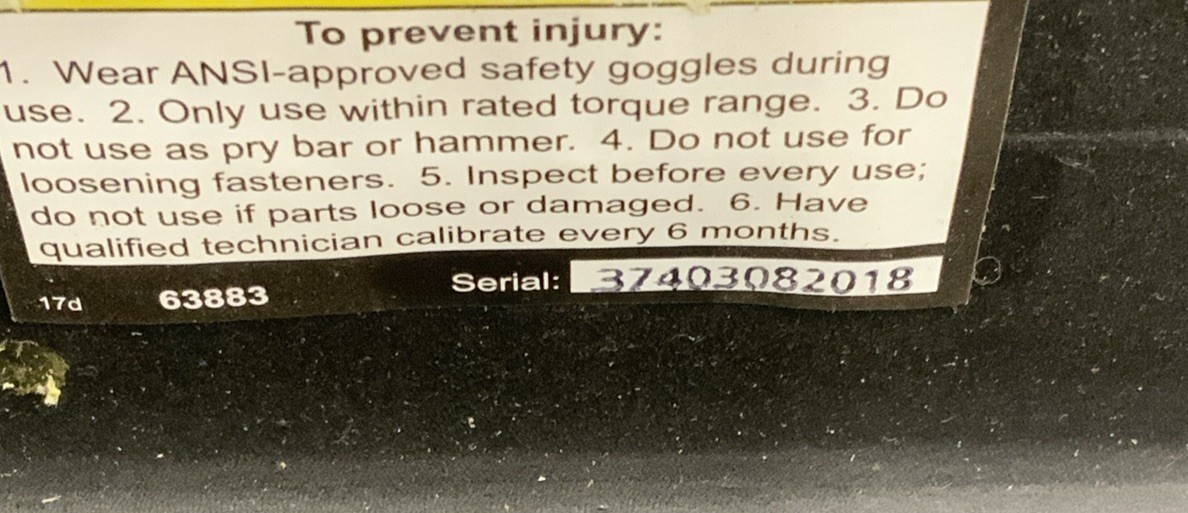 To prevent injury:
1. Wear ANSI-approved safety goggles during
use. 2. Only use within rated torque range. 3. Do
not use as pry bar or hammer. 4. Do not use for
loosening fasteners. 5. Inspect before every use;
do not use if parts loose or damaged. 6. Have
qualified technician calibrate every 6 months.
17d 63883 Serial: 37403082018